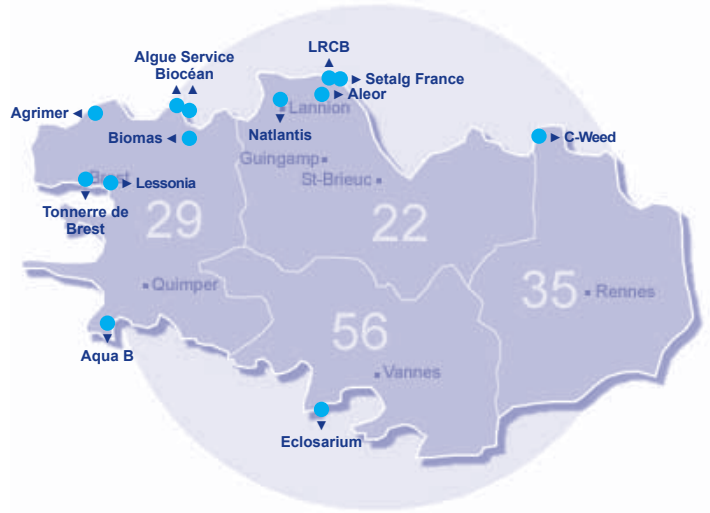 LRCB
Algue Service
Biocéan
Setalg France
Aleor
Agrimer
Lannion
Natlantis
Biomas
C-Weed
Guingamp
St-Brieuc
Brest
Lessonia
Tonnerre de
Brest
29
22
35
Rennes
Quimper
56
Aqua B
Vannes
Eclosarium